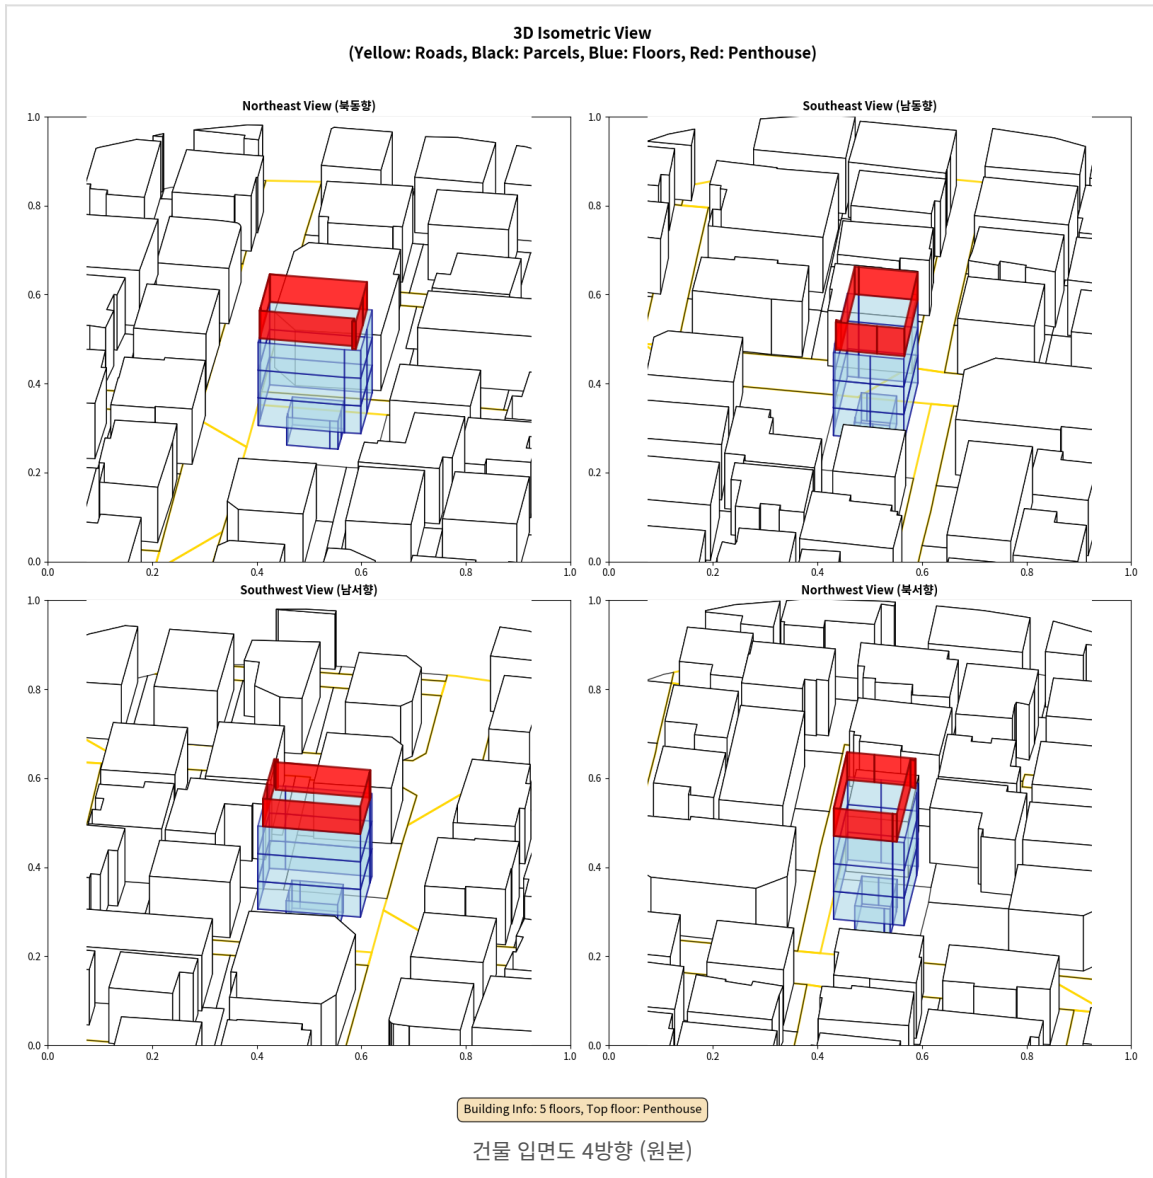 3D Isometric View
(Yellow: Roads, Black: Parcels, Blue: Floors, Red: Penthouse)
Northeast View (북동향)
1.0
0.8
0.6
0.4
0.2
0.0
0.0 0.2 0.4 0.6 0.8 1.0
Southeast View (남동향)
1.0
0.8
0.6
0.4
0.2
0.0
0.0 0.2 0.4 0.6 0.8 1.0
Southwest View (남서향)
1.0
0.8
0.6
0.4
0.2
0.0
0.0 0.2 0.4 0.6 0.8 1.0
Northwest View (북서향)
1.0
0.8
0.6
0.4
0.2
0.0
0.0 0.2 0.4 0.6 0.8 1.0
Building Info: 5 floors, Top floor: Penthouse
건물 입면도 4방향 (원본)